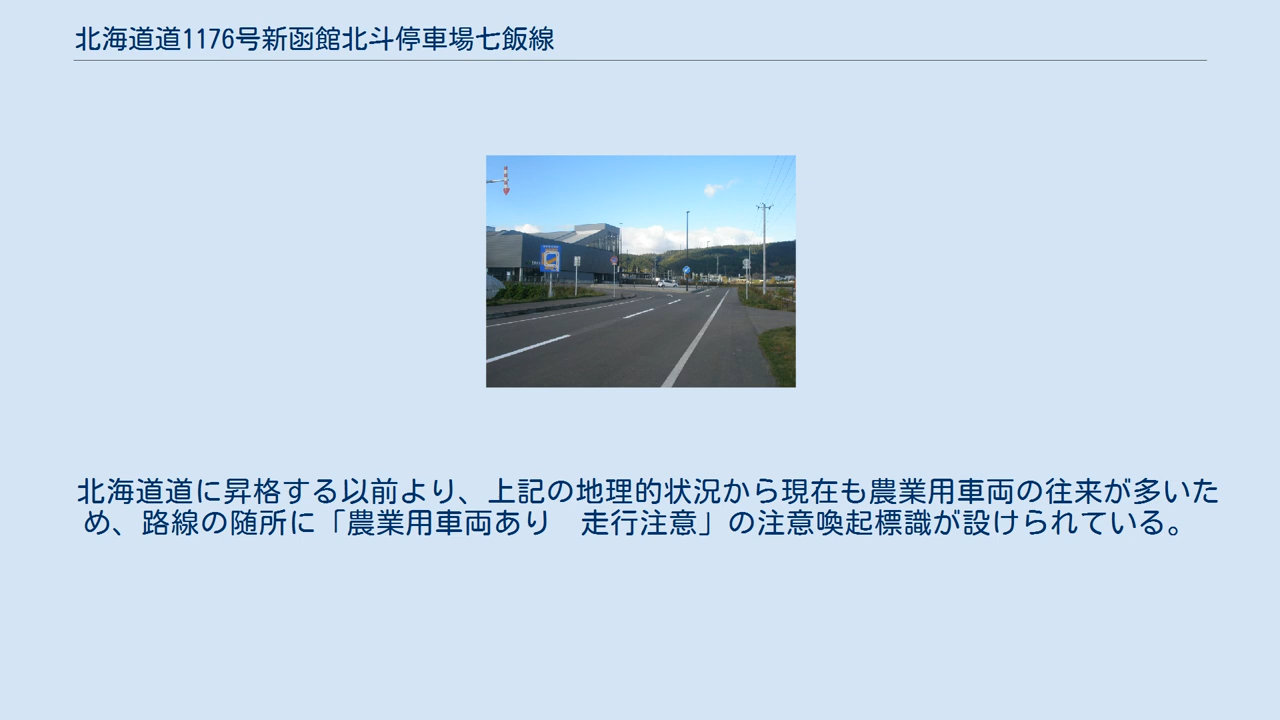 北海道道1176号新函館北斗停車場七飯線
北海道道に昇格する以前より、上記の地理的状況から現在も農業用車両の往来が多いた
め、路線の随所に「農業用車両あり　走行注意」の注意喚起標識が設けられている。